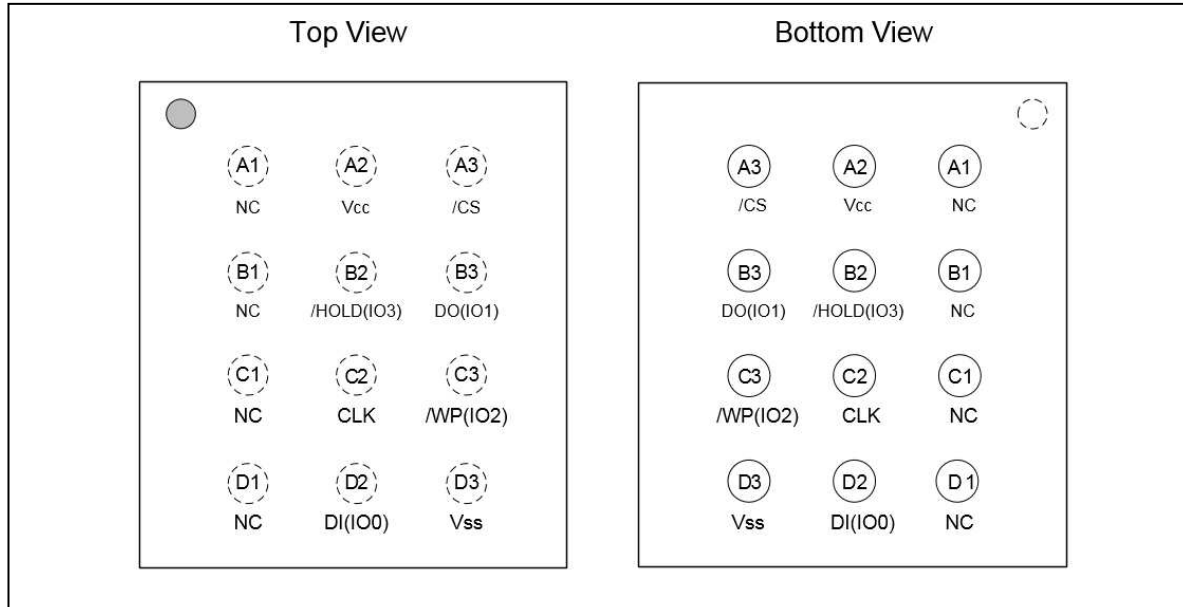 Top View Bottom View
A1 A2 A3 A3 A2 A1
NC Vcc /CS /CS Vcc NC
B1 B2 B3 B3 B2 B1
NC /HOLD(IO3) DO(IO1) DO(IO1) /HOLD(IO3) NC
C1 C2 C3 C3 C2 C1
NC CLK /WP(IO2) /WP(IO2) CLK NC
D1 D2 D3 D3 D2 D1
NC DI(IO0) Vss Vss DI(IO0) NC